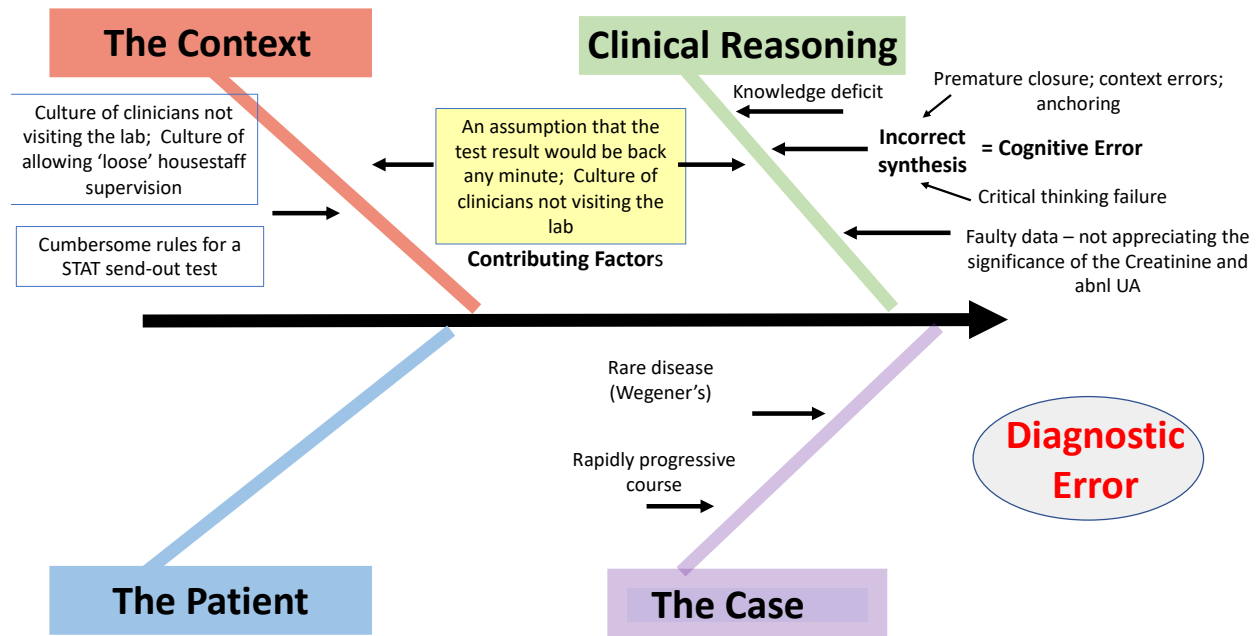 The Context
Clinical Reasoning
Culture of clinicians not
visiting the lab;  Culture of
allowing ‘loose’ housestaff
supervision
Cumbersome rules for a
STAT send-out test
An assumption that the
test result would be back
any minute;  Culture of
clinicians not visiting the
lab
Contributing Factors
Knowledge deficit
Premature closure; context errors;
anchoring
Incorrect
synthesis
= Cognitive Error
Critical thinking failure
Faulty data – not appreciating the
significance of the Creatinine and
abnl UA
Rare disease
(Wegener’s)
Rapidly progressive
course
Diagnostic
Error
The Patient
The Case